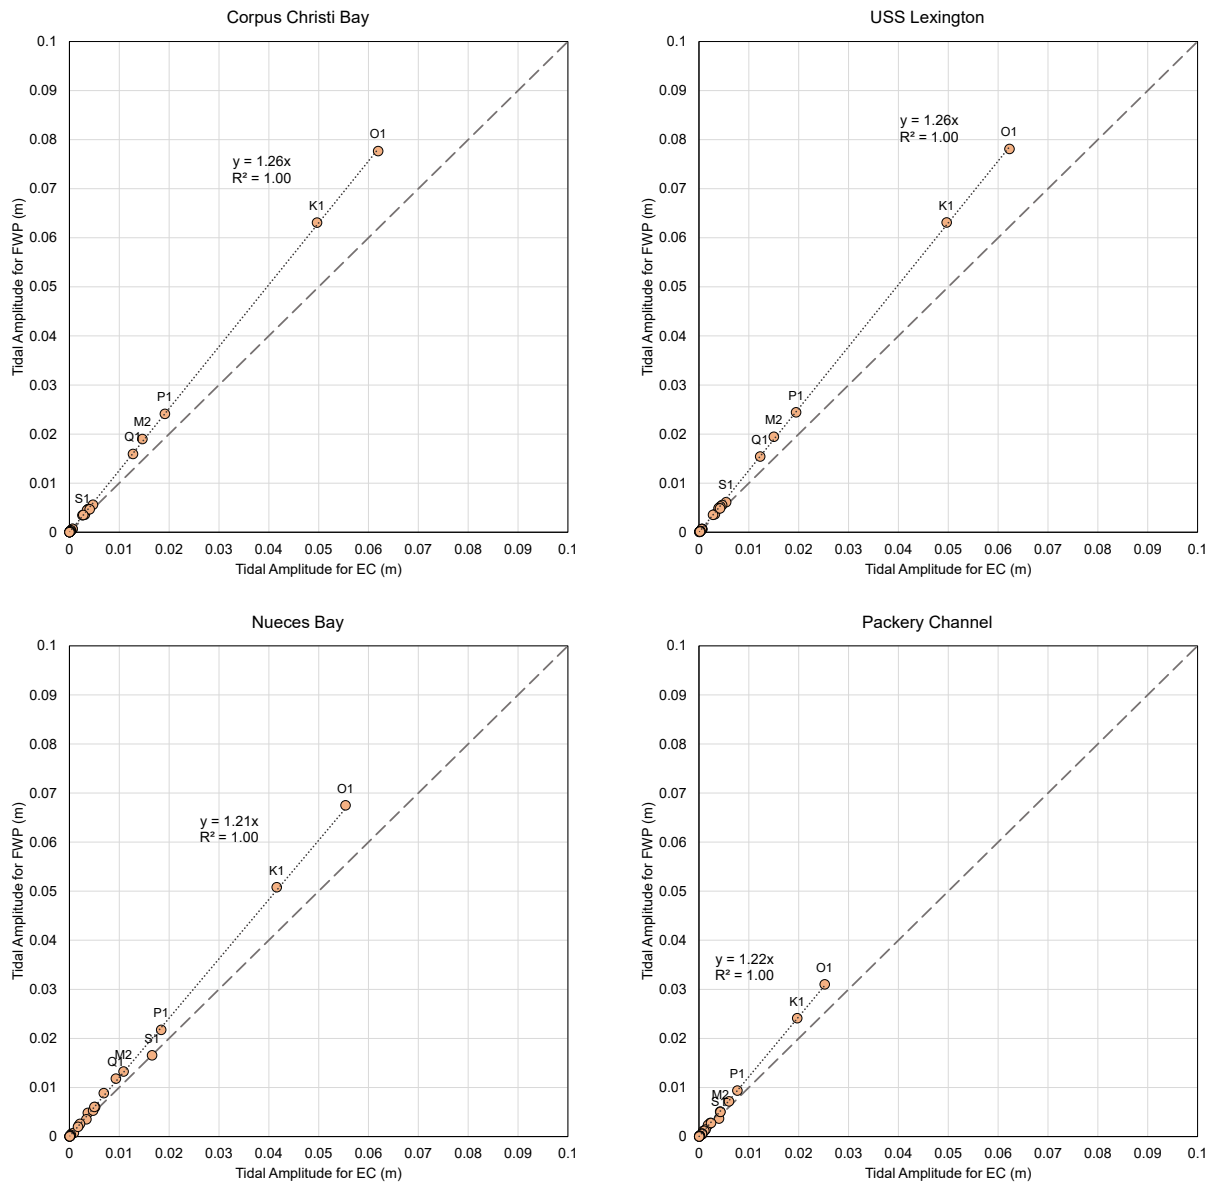 Corpus Christi Bay
0.1
0.09
0.08
0.07
0.06
0.05
0.04
0.03
0.02
0.01
0
Tidal Amplitude for FWP (m)
O1
y = 1.26x
R² = 1.00
K1
P1
M2
Q1
S1
0 0.01 0.02 0.03 0.04 0.05 0.06 0.07 0.08 0.09 0.1
Tidal Amplitude for EC (m)
USS Lexington
0.1
0.09
0.08
0.07
0.06
0.05
0.04
0.03
0.02
0.01
0
Tidal Amplitude for FWP (m)
y = 1.26x
R² = 1.00
O1
K1
P1
M2
Q1
S1
0 0.01 0.02 0.03 0.04 0.05 0.06 0.07 0.08 0.09 0.1
Tidal Amplitude for EC (m)
Nueces Bay
0.1
0.09
0.08
0.07
0.06
0.05
0.04
0.03
0.02
0.01
0
Tidal Amplitude for FWP (m)
O1
y = 1.21x
R² = 1.00
K1
P1
S1
M2
Q1
0 0.01 0.02 0.03 0.04 0.05 0.06 0.07 0.08 0.09 0.1
Tidal Amplitude for EC (m)
Packery Channel
0.1
0.09
0.08
0.07
0.06
0.05
0.04
0.03
0.02
0.01
0
Tidal Amplitude for FWP (m)
y = 1.22x
R² = 1.00
O1
K1
P1
M2
0 0.01 0.02 0.03 0.04 0.05 0.06 0.07 0.08 0.09 0.1
Tidal Amplitude for EC (m)